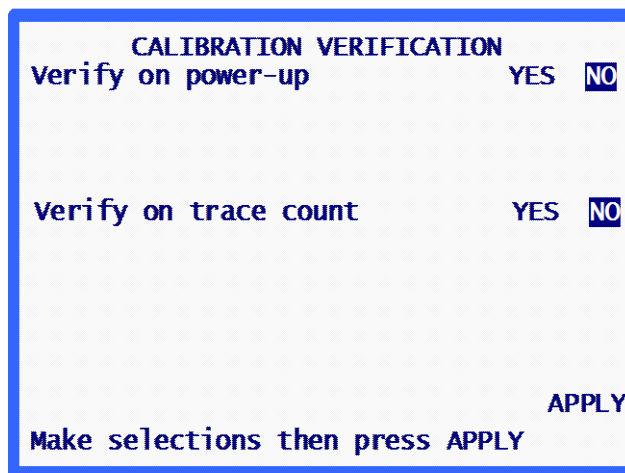 CALIBRATION VERIFICATION
Verify on power-up YES NO
Verify on trace count YES NO
APPLY
Make selections then press APPLY